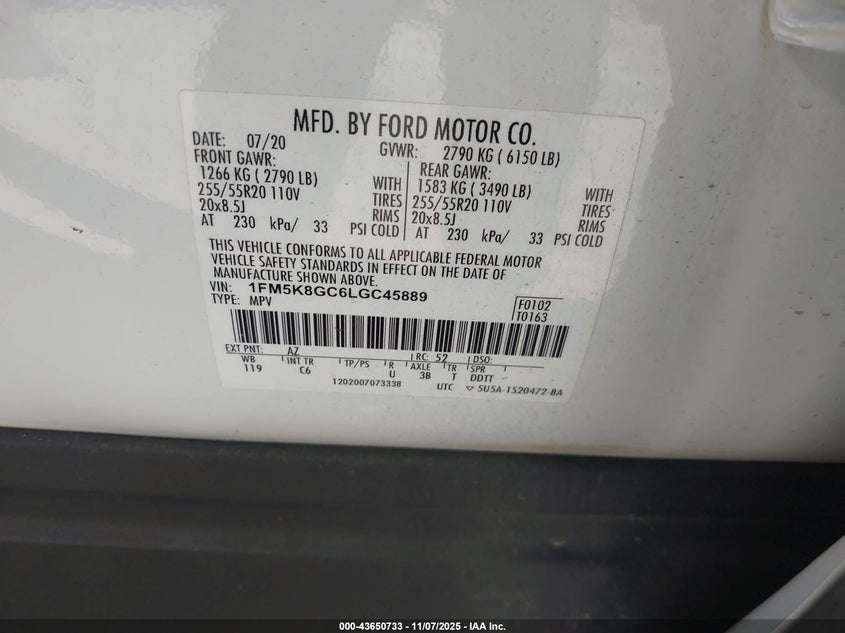 MFD. BY FORD MOTOR CO.
DATE: 07/20 GVWR: 2790 KG ( 6150 LB)
FRONT GAWR: REAR GAWR:
1266 KG ( 2790 LB) WITH 1583 KG ( 3490 LB) WITH
255/55R20 110V TIRES 255/55R20 110V TIRES
20x8.5J RIMS 20x8.5J RIMS
AT 230 kPa/ 33 PSI COLD AT 230 kPa/ 33 PSI COLD
THIS VEHICLE CONFORMS TO ALL APPLICABLE FEDERAL MOTOR
VEHICLE SAFETY STANDARDS IN EFFECT ON THE DATE OF
MANUFACTURE SHOWN ABOVE.
VIN: 1FM5K8GC6LGC45889 F0102
TYPE: MPV T0163
EXT PNT: AZ RC: 52 DSO:
WB INT TR TP/PS R AXLE TR SPR
119 C6 U 3B T DDTT
1202007073338 UTC ▽ 5U5A-1520472-BA
000-43650733 - 11/07/2025 - IAA Inc.